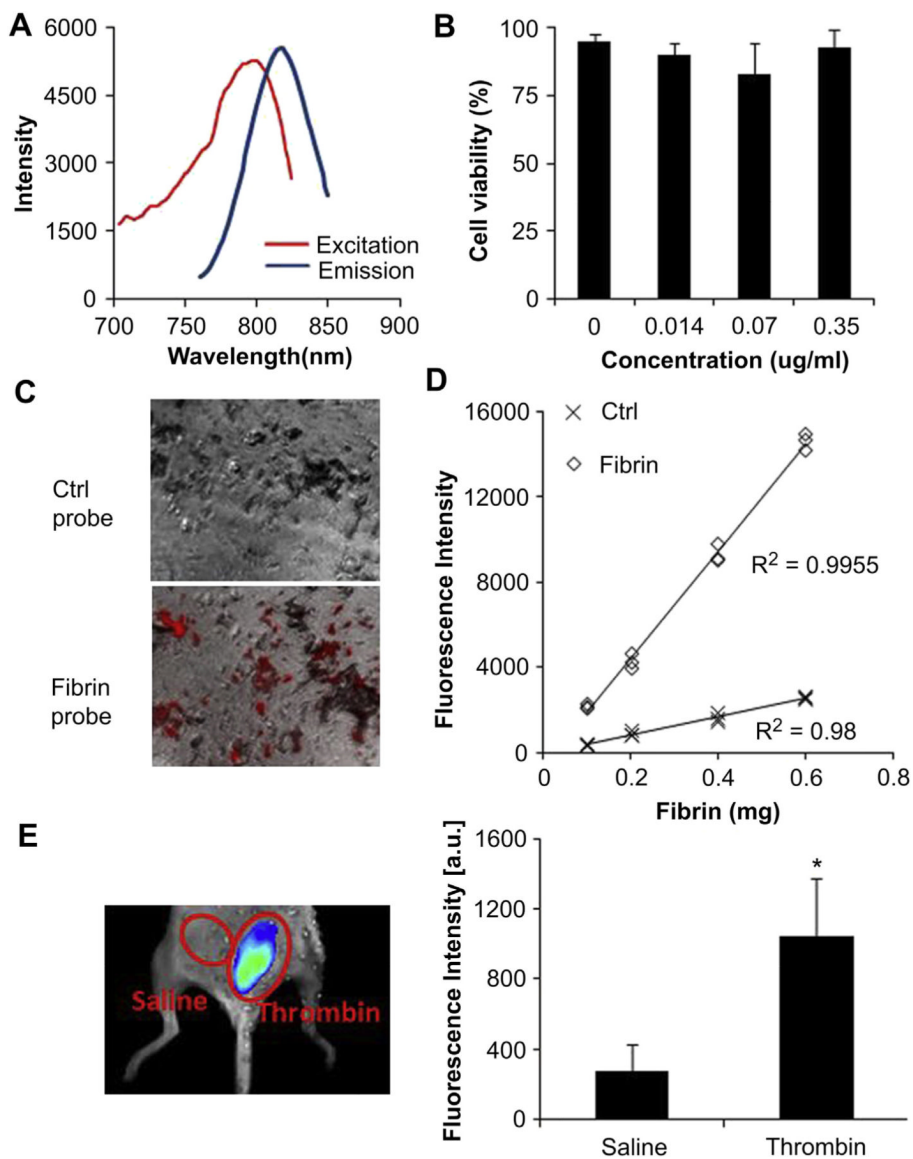 A
6000
4500
3000
1500
0
Intensity
700 750 800 850 900
Wavelength(nm)
Excitation
Emission
B
100
75
50
25
0
Cell viability (%)
0 0.014 0.07 0.35
Concentration (ug/ml)
C
Ctrl
probe
Fibrin
probe
D
16000
12000
8000
4000
0
Fluorescence Intensity
Ctrl
Fibrin
R² = 0.9955
R² = 0.98
0 0.2 0.4 0.6 0.8
Fibrin (mg)
E
Saline
Thrombin
1600
1200
800
400
0
Fluorescence Intensity [a.u.]
*
Saline Thrombin